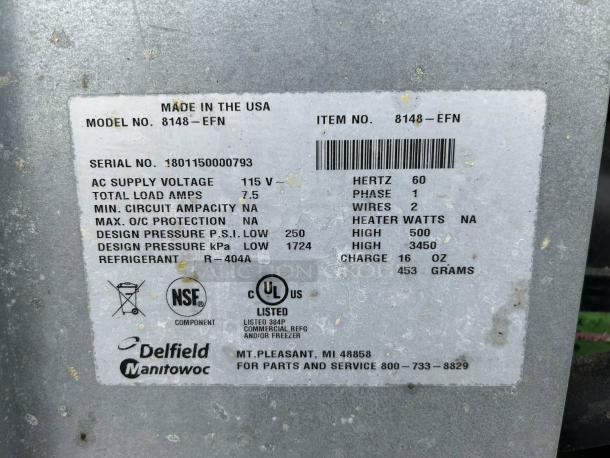 MADE IN THE USA
MODEL NO. 8148-EFN ITEM NO. 8148-EFN
SERIAL NO. 1801150000793
AC SUPPLY VOLTAGE 115 V- HERTZ 60
TOTAL LOAD AMPS 7.5 PHASE 1
MIN. CIRCUIT AMPACITY NA WIRES 2
MAX. O/C PROTECTION NA HEATER WATTS NA
DESIGN PRESSURE P.S.I. LOW 250 HIGH 500
DESIGN PRESSURE kPa LOW 1724 HIGH 3450
REFRIGERANT R-404A CHARGE 16 OZ
453 GRAMS
NSF
COMPONENT
C UL US
LISTED
LISTED 384P
COMMERCIAL REFG
AND/OR FREEZER
Delfield
Manitowoc
MT. PLEASANT, MI 48858
FOR PARTS AND SERVICE 800-733-8829